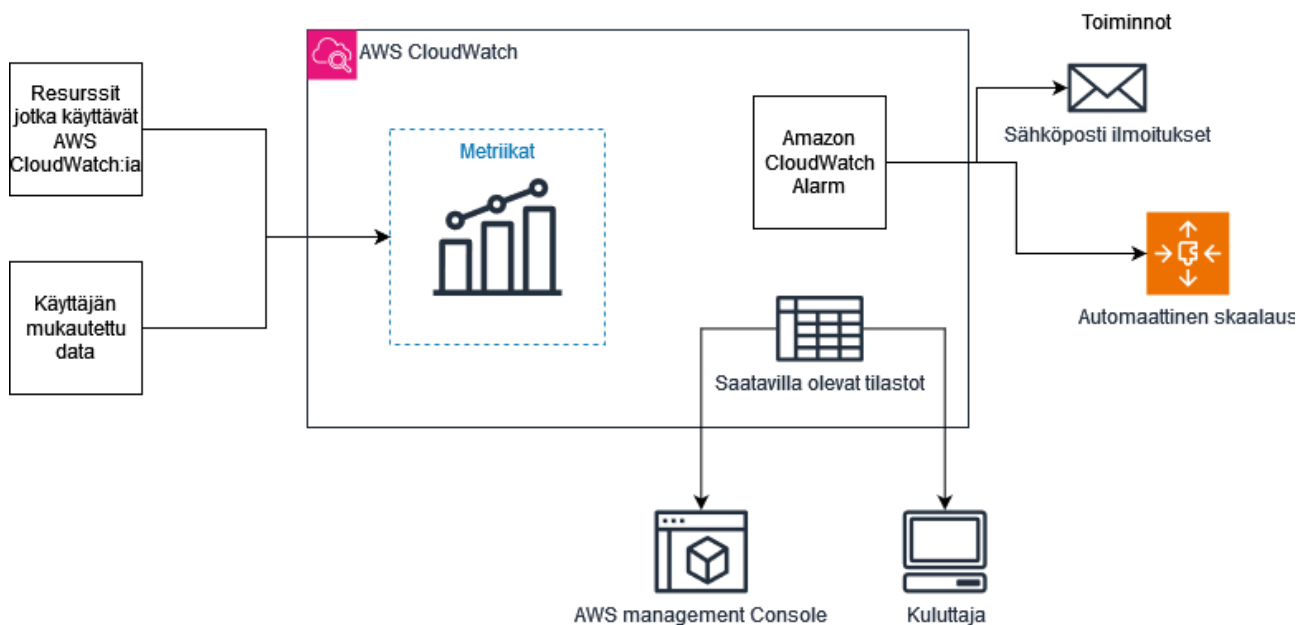 Toiminnot
AWS CloudWatch
Resurssit
jotka käyttävät
AWS
CloudWatch:ia
Metriikat
Amazon
CloudWatch
Alarm
Sähköposti ilmoitukset
Käyttäjän
mukautettu
data
Automaattinen skaalaus
Saatavilla olevat tilastot
AWS management Console
Kuluttaja